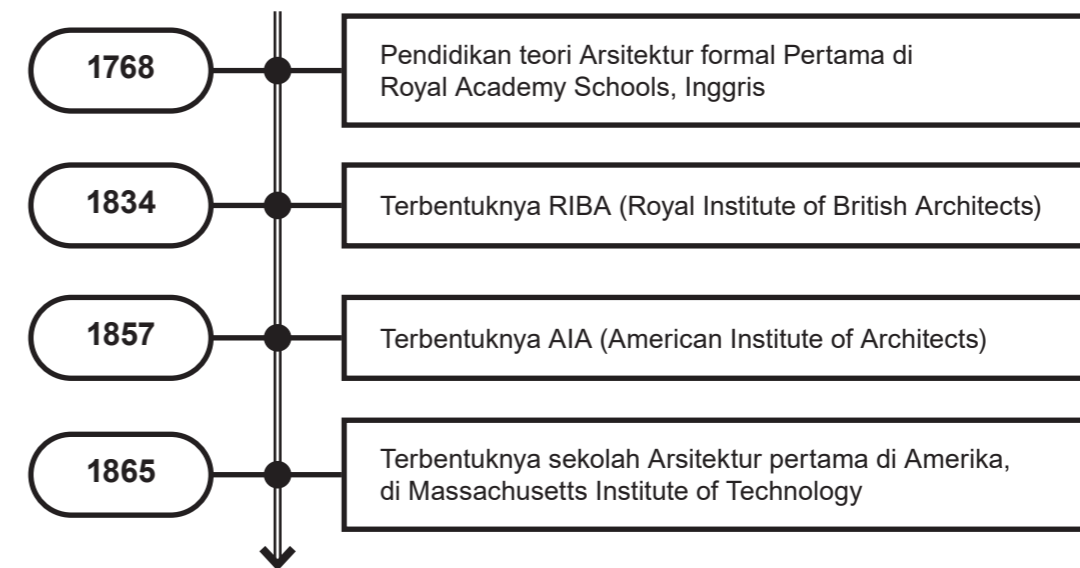 1768
Pendidikan teori Arsitektur formal Pertama di
Royal Academy Schools, Inggris
1834
Terbentuknya RIBA (Royal Institute of British Architects)
1857
Terbentuknya AIA (American Institute of Architects)
1865
Terbentuknya sekolah Arsitektur pertama di Amerika,
di Massachusetts Institute of Technology